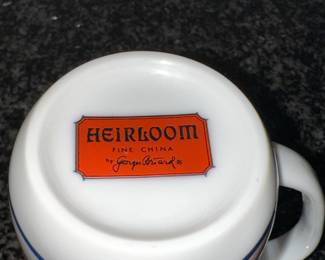 HEIRLOOM
FINE CHINA
by Georges Briard